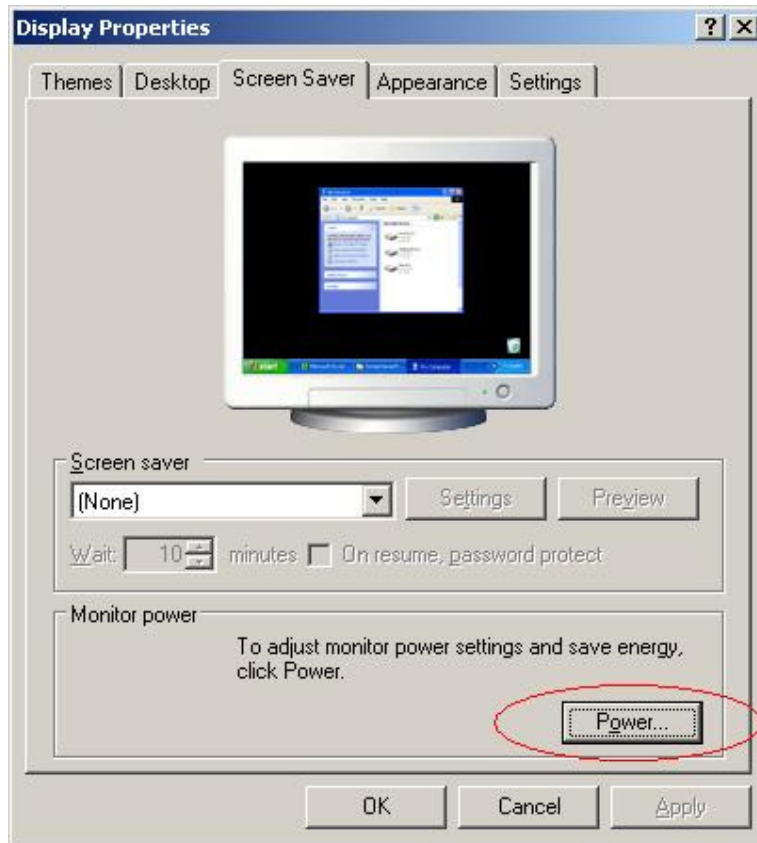 Display Properties
Themes Desktop Screen Saver Appearance Settings
start
Screen saver
(None) Settings Preview
Wait: 10 minutes On resume, password protect
Monitor power
To adjust monitor power settings and save energy,
click Power.
Power...
OK Cancel Apply